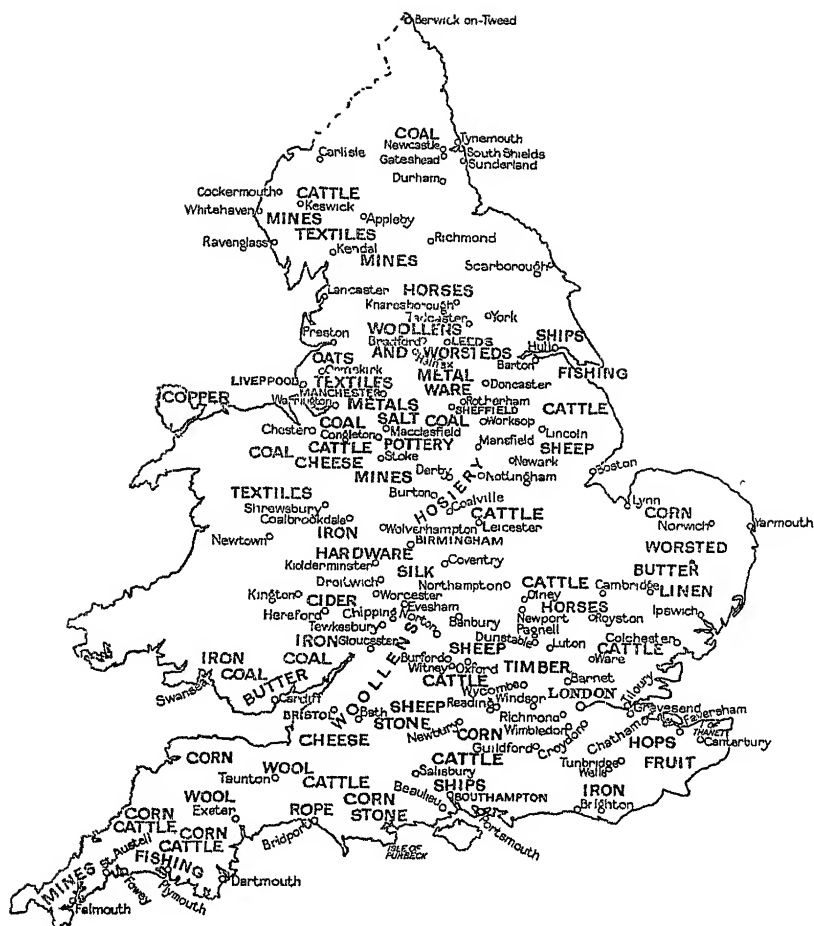 Berwick on-Tweed
COAL
Tynemouth
Newcastle
South Shields
Gateshead
Sunderland
Carlisle
Durham
Cockermouth
CATTLE
Keswick
Whitehaven
MINES
Appleby
TEXTILES
Ravenglass
Richmond
Kendal
MINES
Scarborough
Lancaster
HORSES
Knaresborough
Tadcaster
York
WOOLLENS
Preston
Bradford
LEEDS
SHIPS
Hull
OATS
AND WORSTEDS
Halifax
Barton
Ormskirk
METAL
FISHING
LIVERPOOL
TEXTILES
WARE
Doncaster
COPPER
MANCHESTER
Warrington
METALS
Rotherham
SHEFFIELD
CATTLE
COAL
SALT
COAL
Worksop
Chester
Macclesfield
Lincoln
Congleton
CATTLE
POTTERY
Mansfield
SHEEP
COAL
CHEESE
Stoke
Newark
MINES
Derby
Nottingham
Boston
HOSIERY
Burton
TEXTILES
Coalville
Lynn
CORN
Shrewsbury
CATTLE
Coalbrookdale
Wolverhampton
Leicester
Norwich
Yarmouth
Newtown
IRON
BIRMINGHAM
WORSTED
HARDWARE
Kidderminster
Coventry
BUTTER
SILK
Droitwich
Northampton
CATTLE
Cambridge
LINEN
Kington
Worcester
Olney
CIDER
Evesham
HORSES
Ipswich
Hereford
Chipping
Norton
Banbury
Newport
Pagnell
Royston
Tewkesbury
Dunstable
Luton
Colchester
IRON
Gloucester
SHEEP
CATTLE
IRON
COAL
WOOLLENS
Burford
Ware
COAL
Witney
Oxford
TIMBER
Swansea
CATTLE
Barnet
BUTTER
Cardiff
Wycombe
LONDON
Tilbury
BRISTOL
Bath
SHEEP
Reading
Windsor
Gravesend
Faversham
STONE
Richmond
Chatham
I. OF
THANET
CHEESE
Newbury
CORN
Wimbledon
HOPS
Canterbury
Guildford
Croydon
CORN
CATTLE
Tunbridge
Wells
FRUIT
WOOL
Salisbury
Taunton
CATTLE
SHIPS
Beaulieu
SOUTHAMPTON
IRON
WOOL
CORN
Exeter
ROPE
STONE
Brighton
CORN
CATTLE
CORN
Bridport
Portsmouth
St. Austell
CATTLE
ISLE OF
PURBECK
FISHING
MINES
Dartmouth
Fowey
Plymouth
Falmouth